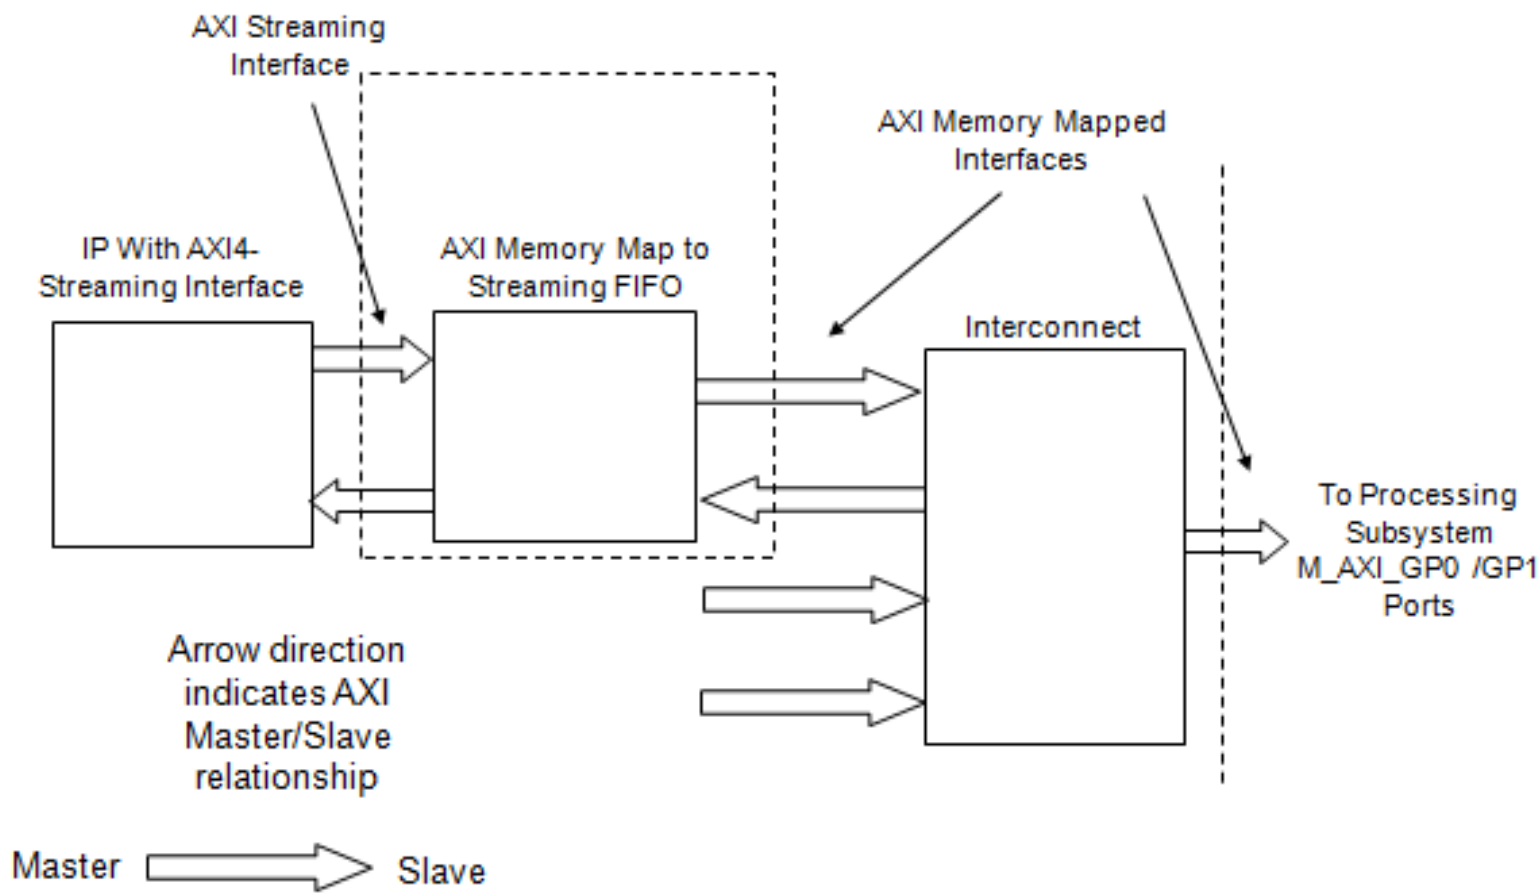 AXI Streaming
Interface
AXI Memory Mapped
Interfaces
IP With AXI4-
Streaming Interface
AXI Memory Map to
Streaming FIFO
Interconnect
To Processing
Subsystem
M_AXI_GP0 /GP1
Ports
Arrow direction
indicates AXI
Master/Slave
relationship
Master
Slave